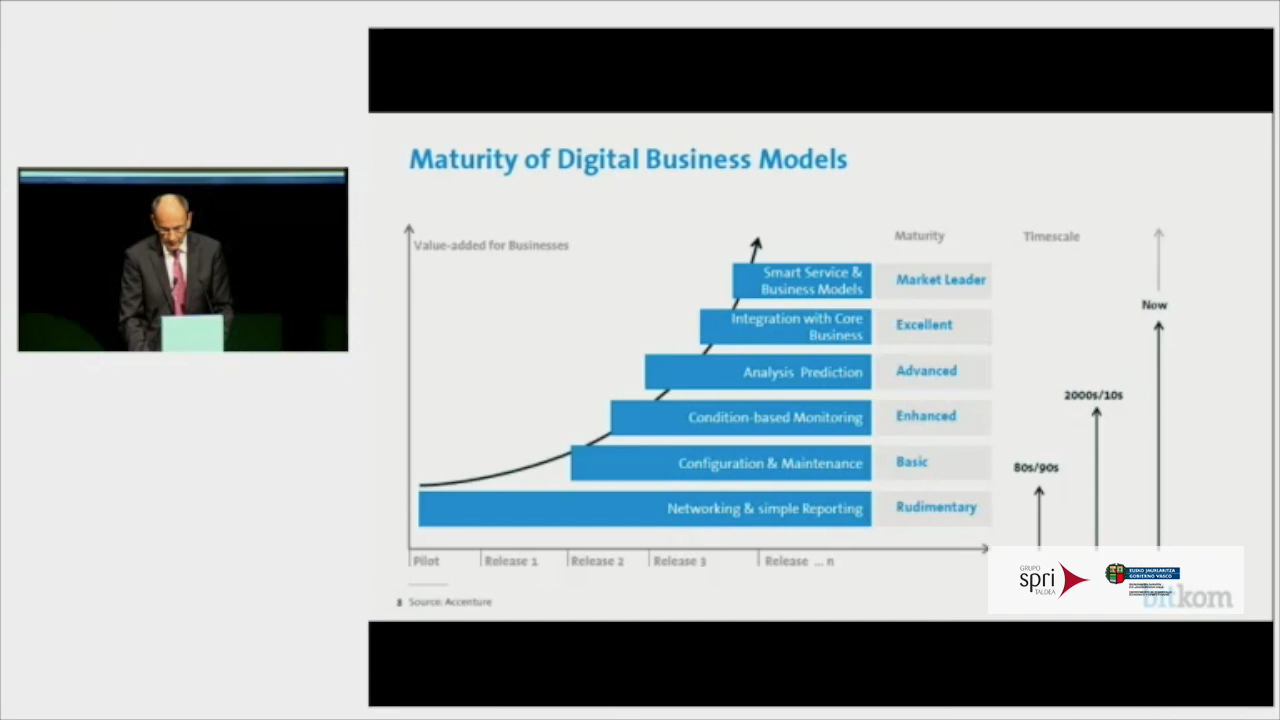 Maturity of Digital Business Models
Value-added for Businesses
Maturity
Timescale
Smart Service &
Business Models
Market Leader
Now
Integration with Core
Business
Excellent
Analysis Prediction
Advanced
2000s/10s
Condition-based Monitoring
Enhanced
Configuration & Maintenance
Basic
80s/90s
Networking & simple Reporting
Rudimentary
Pilot
Release 1
Release 2
Release 3
Release ... n
8 Source: Accenture
GRUPO
spri
TALDEA
EUSKO JAURLARITZA
GOBIERNO VASCO
bitkom